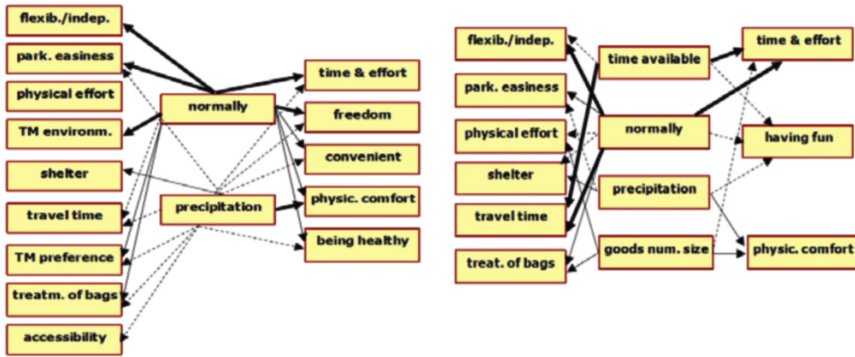 flexib./indep.
park. easiness
physical effort
TM environm.
shelter
travel time
TM preference
treatm. of bags
accessibility
normally
precipitation
time & effort
freedom
convenient
physic. comfort
being healthy
flexib./indep.
park. easiness
physical effort
shelter
travel time
treat. of bags
time available
normally
precipitation
goods num. size
time & effort
having fun
physic. comfort